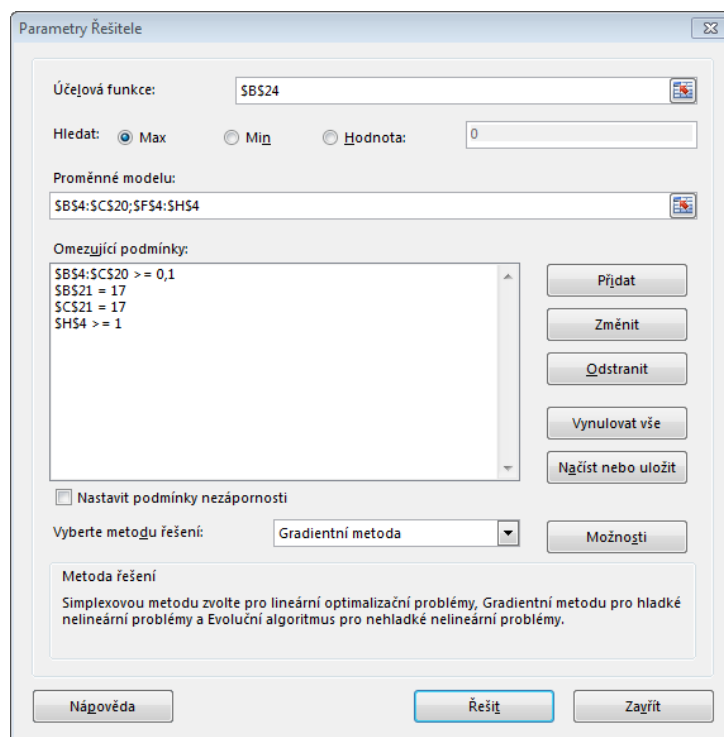 Parametry Řešitele
Účelová funkce: $B$24
Hledat: Max Min Hodnota: 0
Proměnné modelu:
$B$4:$C$20;$F$4:$H$4
Omezující podmínky:
$B$4:$C$20 >= 0,1
$B$21 = 17
$C$21 = 17
$H$4 >= 1
Přidat
Změnit
Odstranit
Vynulovat vše
Načíst nebo uložit
Nastavit podmínky nezápornosti
Vyberte metodu řešení: Gradientní metoda Možnosti
Metoda řešení
Simplexovou metodu zvolte pro lineární optimalizační problémy, Gradientní metodu pro hladké
nelineární problémy a Evoluční algoritmus pro nehladké nelineární problémy.
Nápověda Řešit Zavřít